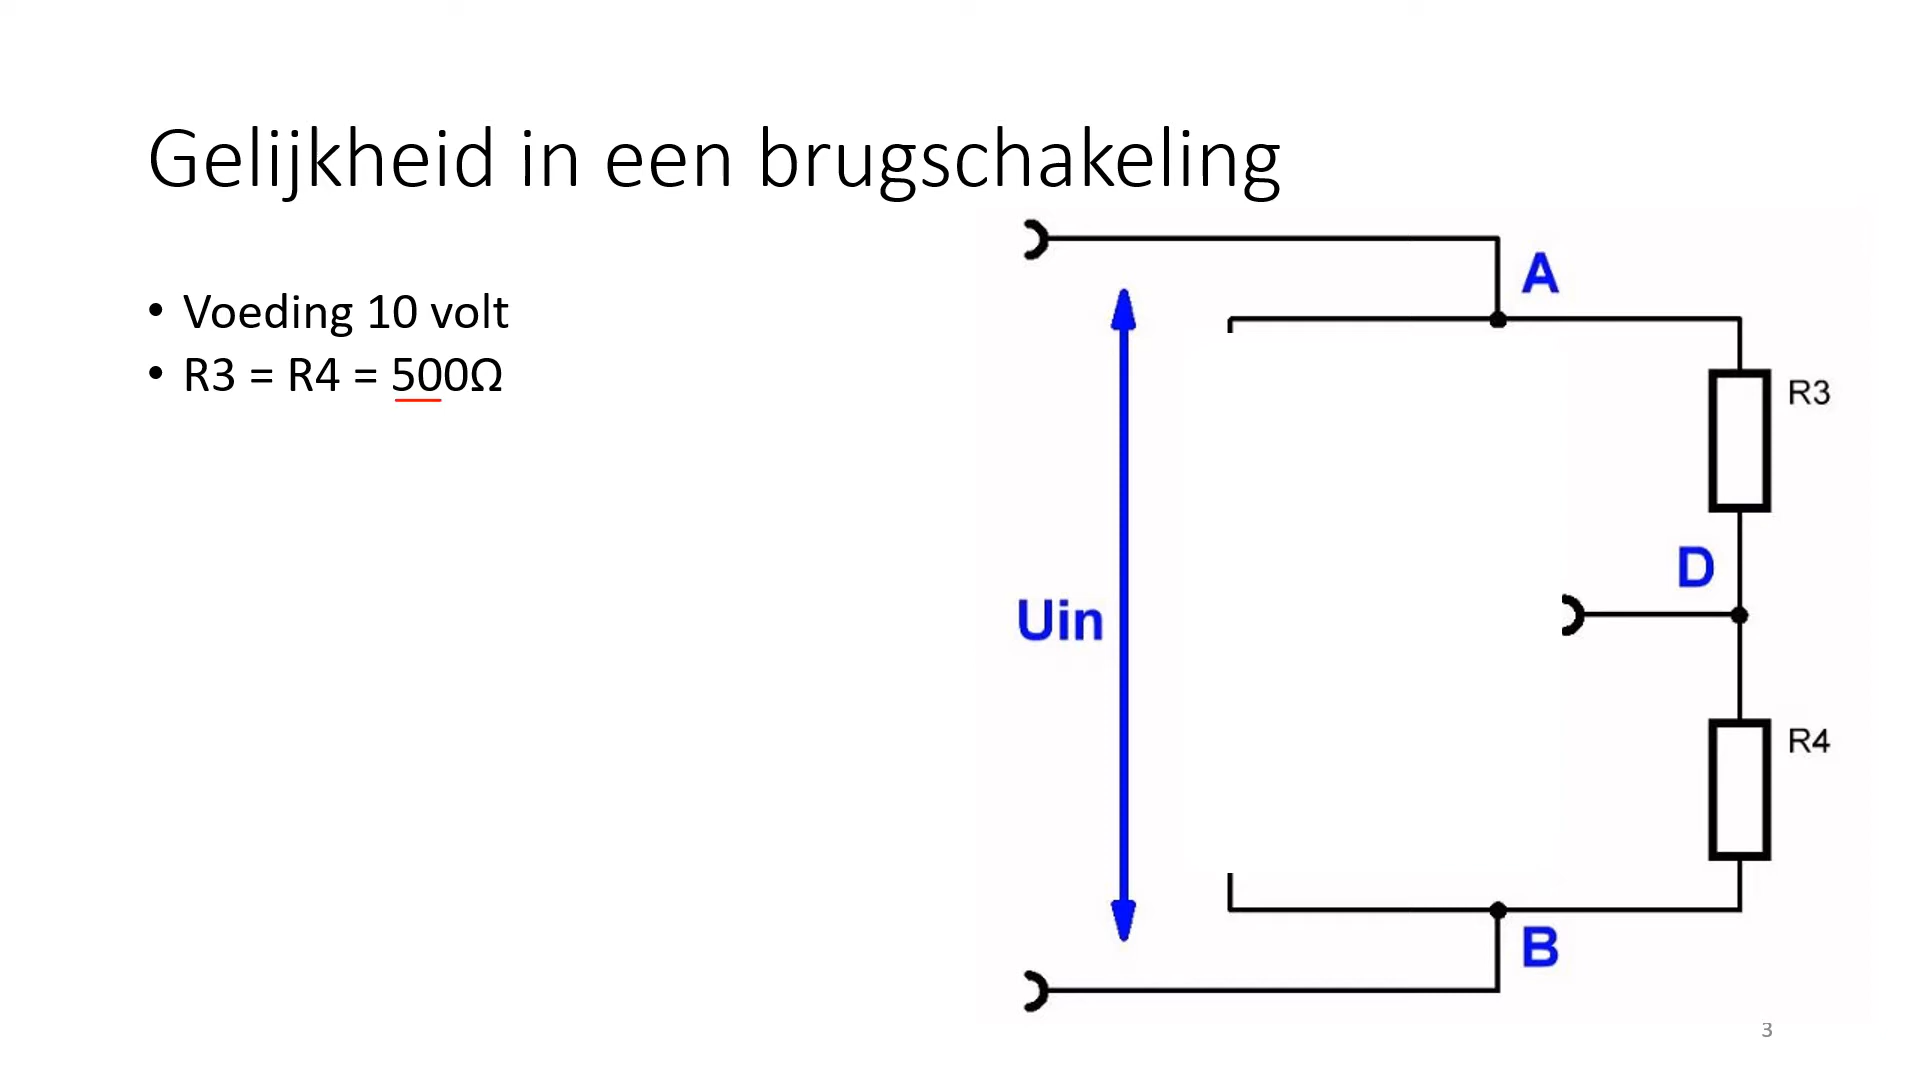 Gelijkheid in een brugschakeling
• Voeding 10 volt
• R3 = R4 = 500Ω
A
R3
D
Uin
R4
B
3